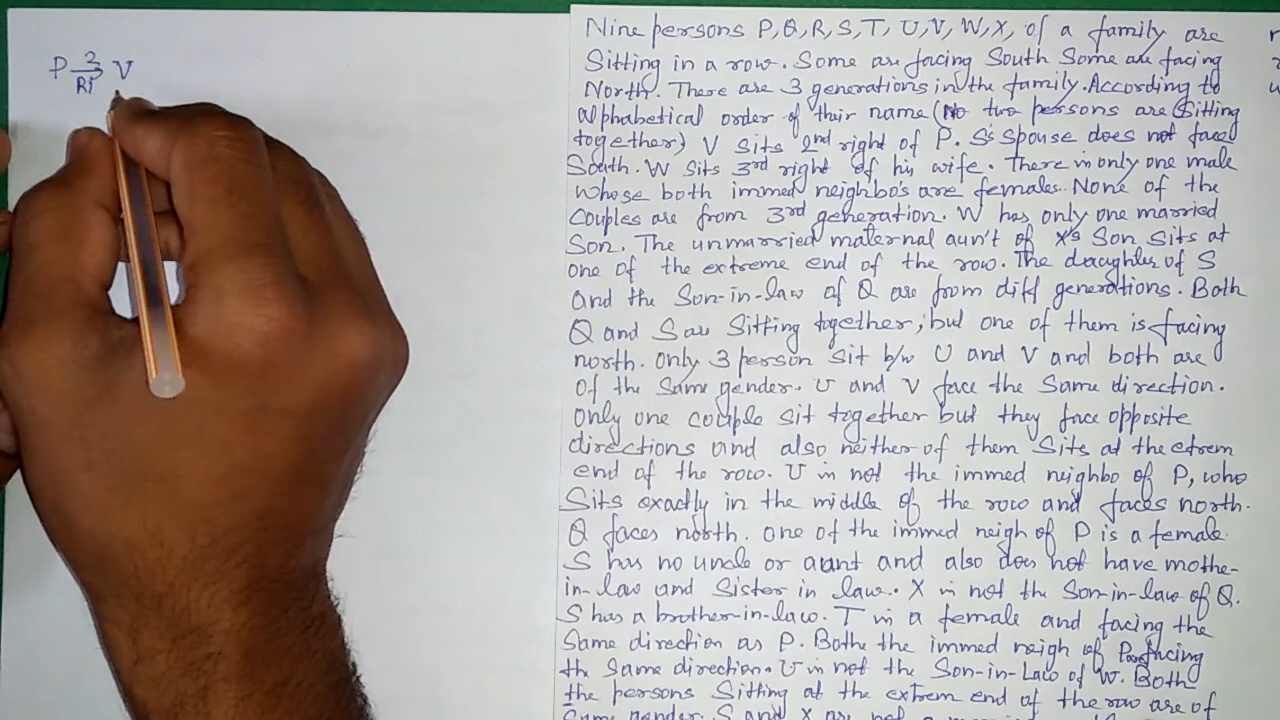 P 3 V
Ri
Nine persons P, Q, R, S, T, U, V, W, X, of a family are
Sitting in a row. Some are facing South Some are facing
North. There are 3 generations in the family. According to
alphabetical order of their name (No two persons are sitting
together) V sits 2nd right of P. S's Spouse does not face
South. W sits 3rd right of his wife. There is only one male
whose both immed neighbo's are females. None of the
couples are from 3rd generation. W has only one married
Son. The unmarried maternal aun't of X's Son sits at
one of the extreme end of the row. The daughter of S
and the Son-in-law of Q are from diff generations. Both
Q and S are Sitting together, but one of them is facing
north. Only 3 person sit b/w U and V and both are
of the Same gender. U and V face the Same direction.
Only one couple sit together but they face opposite
directions and also neither of them Sits at the etrem
end of the row. U is not the immed neighbo of P, who
Sits exactly in the middle of the row and faces north.
Q faces north. One of the immed neigh of P is a female.
S has no uncle or aunt and also does not have mothe-
in-law and Sister in law. X is not the Son-in-law of Q.
S has a brother-in-law. T is a female and facing the
Same direction as P. Bothe the immed neigh of P are facing
the Same direction. U is not the Son-in-Law of W. Both
the persons Sitting at the extrem end of the row are of
Same gender. S and X are not a